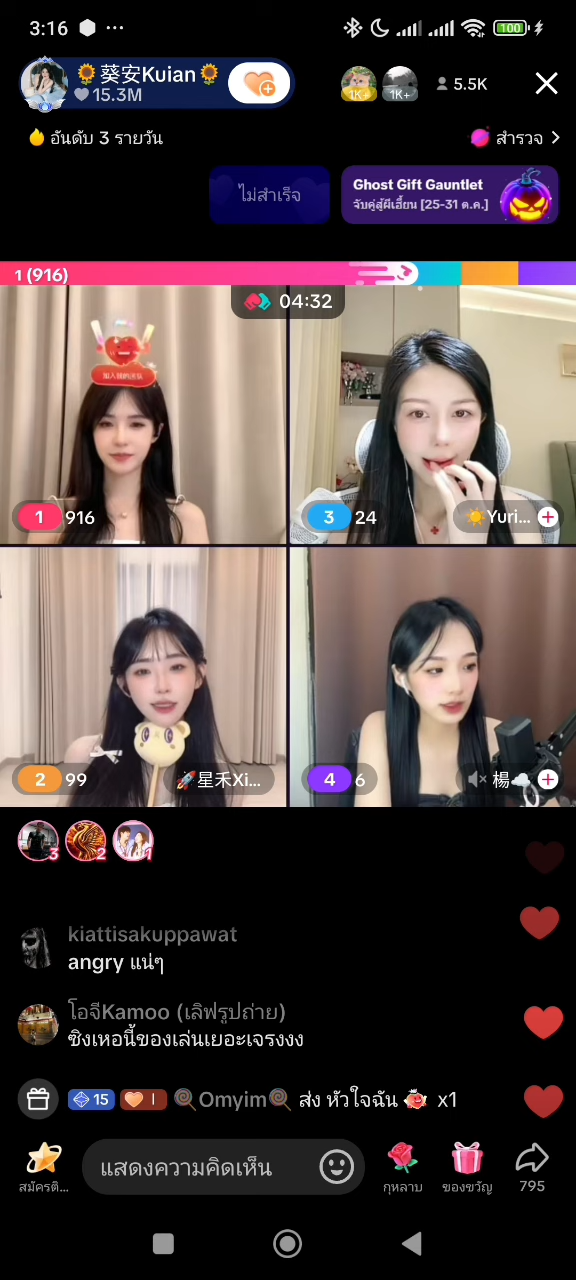 3:16
100
🌻葵安Kuian🌻
15.3M
1K+
1K+
5.5K
อันดับ 3 รายวัน
สำรวจ
ไม่สำเร็จ
Ghost Gift Gauntlet
จับคู่สู้ผีเฮี้ยน [25-31 ต.ค.]
1 (916)
04:32
1 916
3 24
☀️Yuri...
2 99
🚀星禾Xi...
4 6
楊☁️
3
2
1
kiattisakuppawat
angry แน่ๆ
โอจีKamoo (เลิฟรูปถ่าย)
ซิงเหอนี้ของเล่นเยอะเจรงงง
15 I 🍭Omyim🍭 ส่ง หัวใจฉัน x1
แสดงความคิดเห็น
สมัครติ...
กุหลาบ
ของขวัญ
795